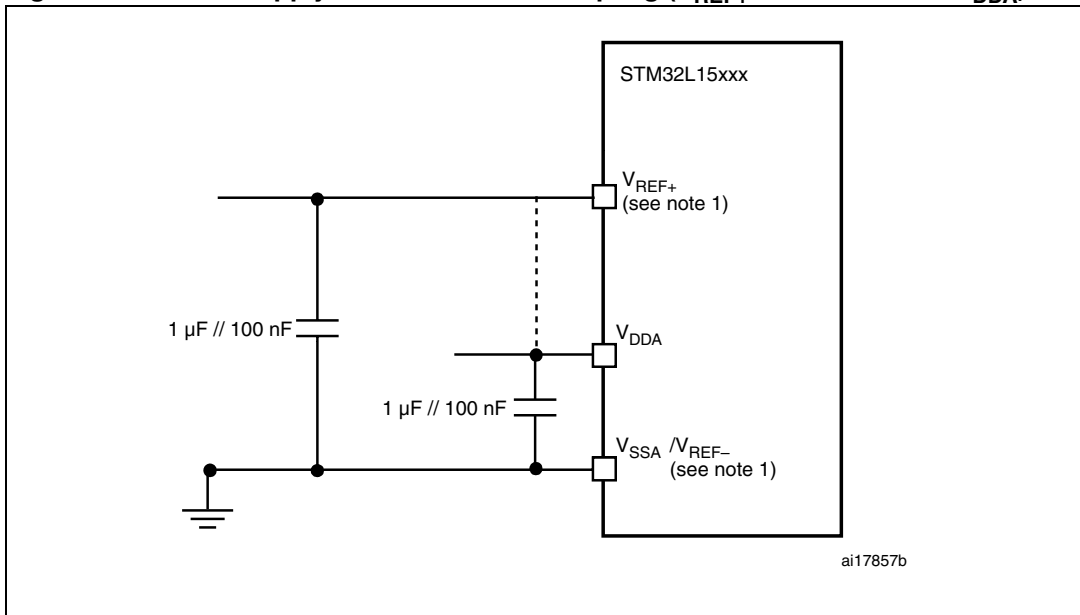 supply
STM32L15xxx
VREF+
(see note 1)
1 µF // 100 nF
VDDA
1 µF // 100 nF
VSSA /VREF–
(see note 1)
ai17857b